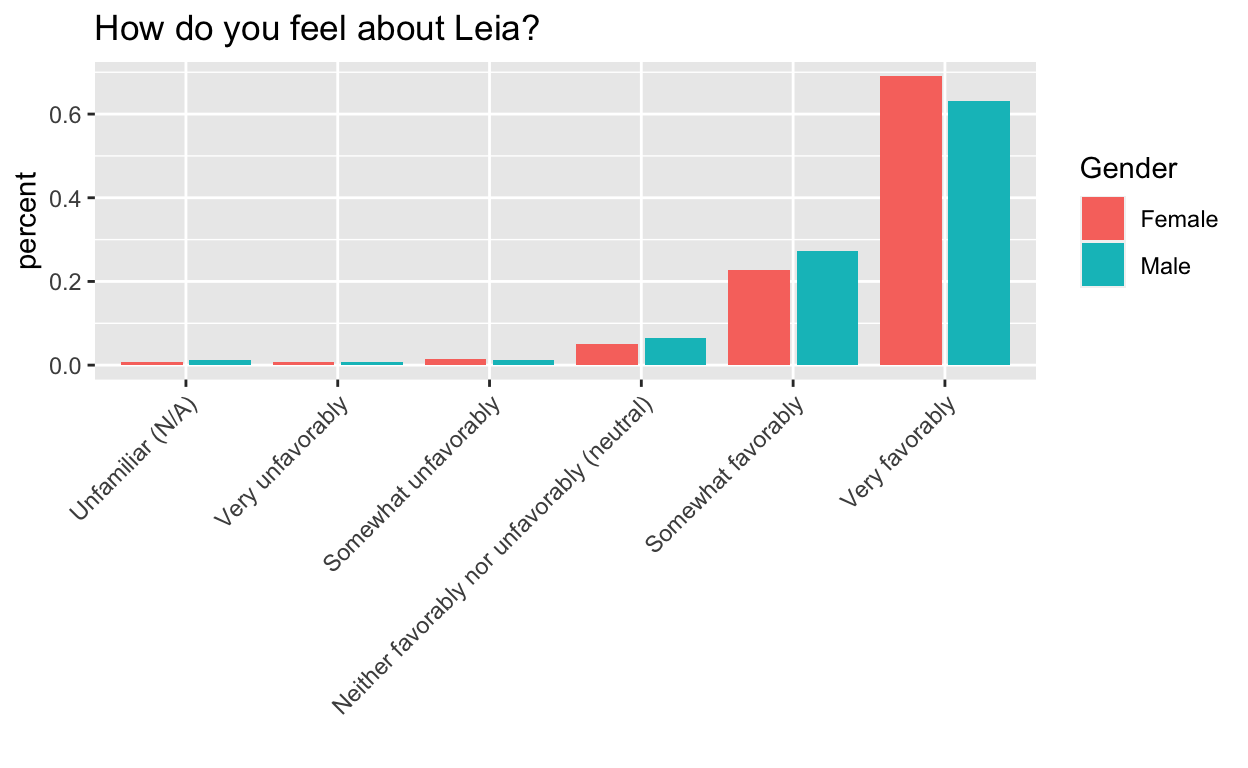 How do you feel about Leia?
percent
0.6
0.4
0.2
0.0
Unfamiliar (N/A)
Very unfavorably
Somewhat unfavorably
Neither favorably nor unfavorably (neutral)
Somewhat favorably
Very favorably
Gender
Female
Male